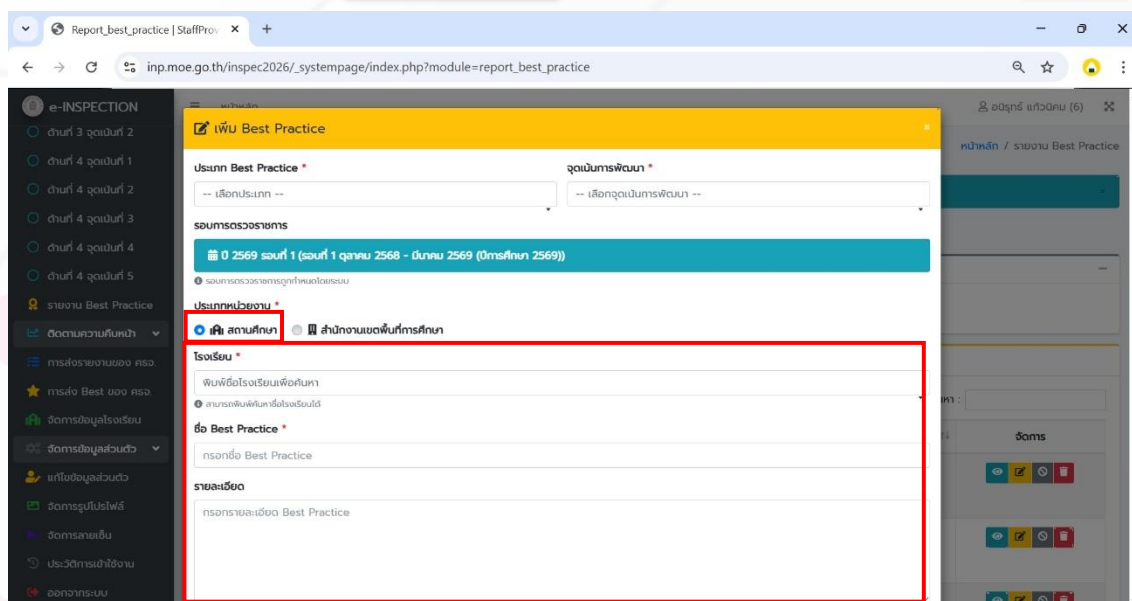 Report_best_practice | StaffProv
inp.moe.go.th/inspec2026/_systempage/index.php?module=report_best_practice
e-INSPECTION
หน้าหลัก
อนิรุทธ์ แก้วนิคม (6)
หน้าหลัก / รายงาน Best Practice
ด้านที่ 3 จุดเน้นที่ 2
ด้านที่ 4 จุดเน้นที่ 1
ด้านที่ 4 จุดเน้นที่ 2
ด้านที่ 4 จุดเน้นที่ 3
ด้านที่ 4 จุดเน้นที่ 4
ด้านที่ 4 จุดเน้นที่ 5
รายงาน Best Practice
ติดตามความคืบหน้า
การส่งรายงานของ ศธจ.
การส่ง Best ของ ศธจ.
จัดการข้อมูลโรงเรียน
จัดการข้อมูลส่วนตัว
แก้ไขข้อมูลส่วนตัว
จัดการรูปโปรไฟล์
จัดการลายเซ็น
ประวัติการเข้าใช้งาน
ออกจากระบบ
เพิ่ม Best Practice
ประเภท Best Practice *
จุดเน้นการพัฒนา *
-- เลือกประเภท --
-- เลือกจุดเน้นการพัฒนา --
รอบการตรวจราชการ
ปี 2569 รอบที่ 1 (รอบที่ 1 ตุลาคม 2568 - มีนาคม 2569 (ปีการศึกษา 2569))
รอบการตรวจราชการถูกกำหนดโดยระบบ
ประเภทหน่วยงาน *
สถานศึกษา
สำนักงานเขตพื้นที่การศึกษา
โรงเรียน *
พิมพ์ชื่อโรงเรียนเพื่อค้นหา
สามารถพิมพ์ค้นหาชื่อโรงเรียนได้
ชื่อ Best Practice *
กรอกชื่อ Best Practice
รายละเอียด
กรอกรายละเอียด Best Practice
จัดการ